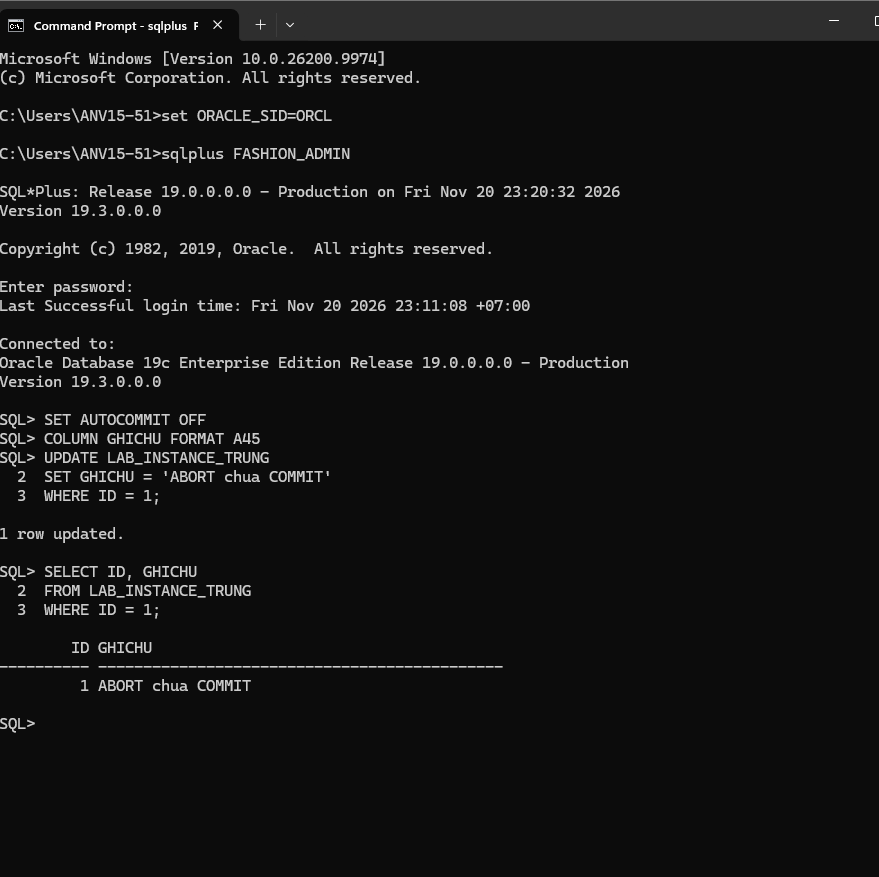 Command Prompt - sqlplus F
Microsoft Windows [Version 10.0.26200.9974]
(c) Microsoft Corporation. All rights reserved.
C:\Users\ANV15-51>set ORACLE_SID=ORCL
C:\Users\ANV15-51>sqlplus FASHION_ADMIN
SQL*Plus: Release 19.0.0.0.0 - Production on Fri Nov 20 23:20:32 2026
Version 19.3.0.0.0
Copyright (c) 1982, 2019, Oracle.  All rights reserved.
Enter password:
Last Successful login time: Fri Nov 20 2026 23:11:08 +07:00
Connected to:
Oracle Database 19c Enterprise Edition Release 19.0.0.0.0 - Production
Version 19.3.0.0.0
SQL> SET AUTOCOMMIT OFF
SQL> COLUMN GHICHU FORMAT A45
SQL> UPDATE LAB_INSTANCE_TRUNG
  2  SET GHICHU = 'ABORT chua COMMIT'
  3  WHERE ID = 1;
1 row updated.
SQL> SELECT ID, GHICHU
  2  FROM LAB_INSTANCE_TRUNG
  3  WHERE ID = 1;
        ID GHICHU
---------- ---------------------------------------------
         1 ABORT chua COMMIT
SQL>